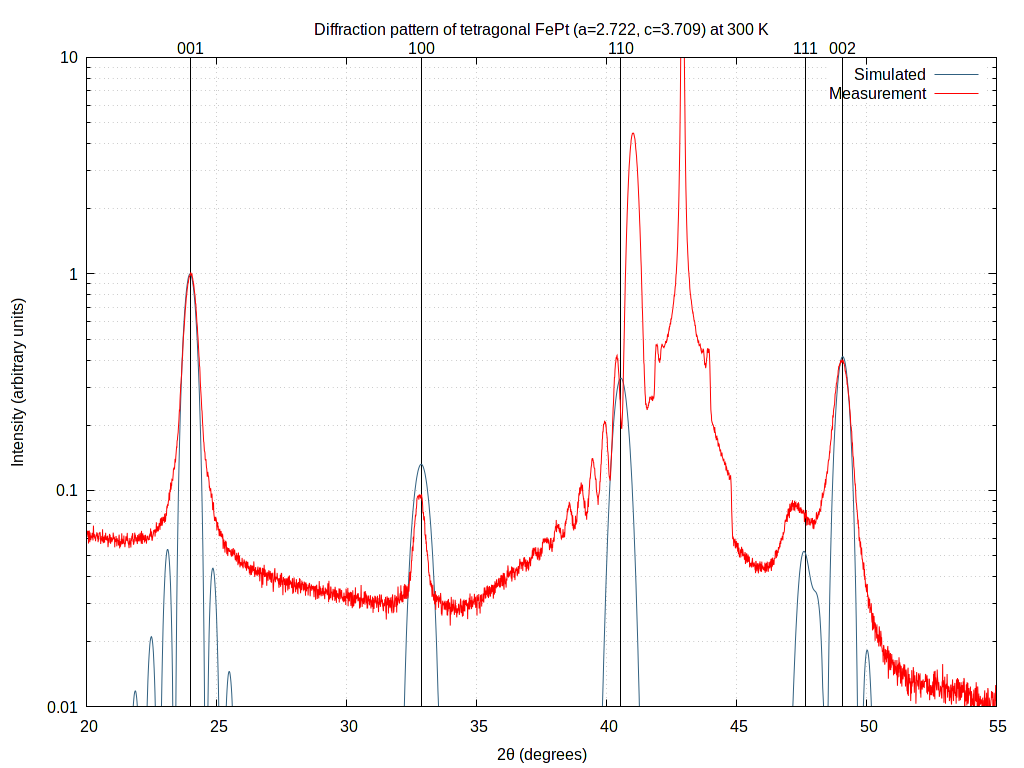 Diffraction pattern of tetragonal FePt (a=2.722, c=3.709) at 300 K
001 100 110 111 002
Simulated
Measurement
10
1
0.1
0.01
Intensity (arbitrary units)
20 25 30 35 40 45 50 55
2θ (degrees)